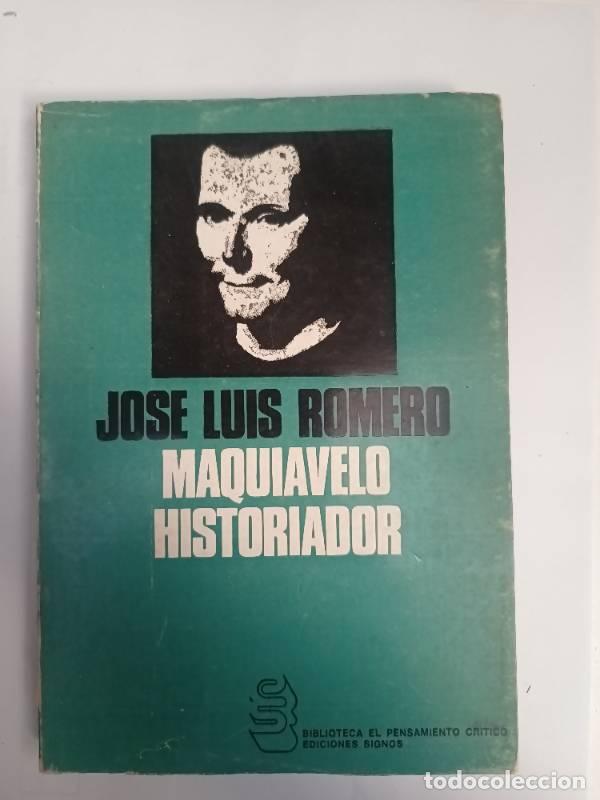 JOSE LUIS ROMERO
MAQUIAVELO
HISTORIADOR
BIBLIOTECA EL PENSAMIENTO CRITICO
EDICIONES SIGNOS
todocoleccion